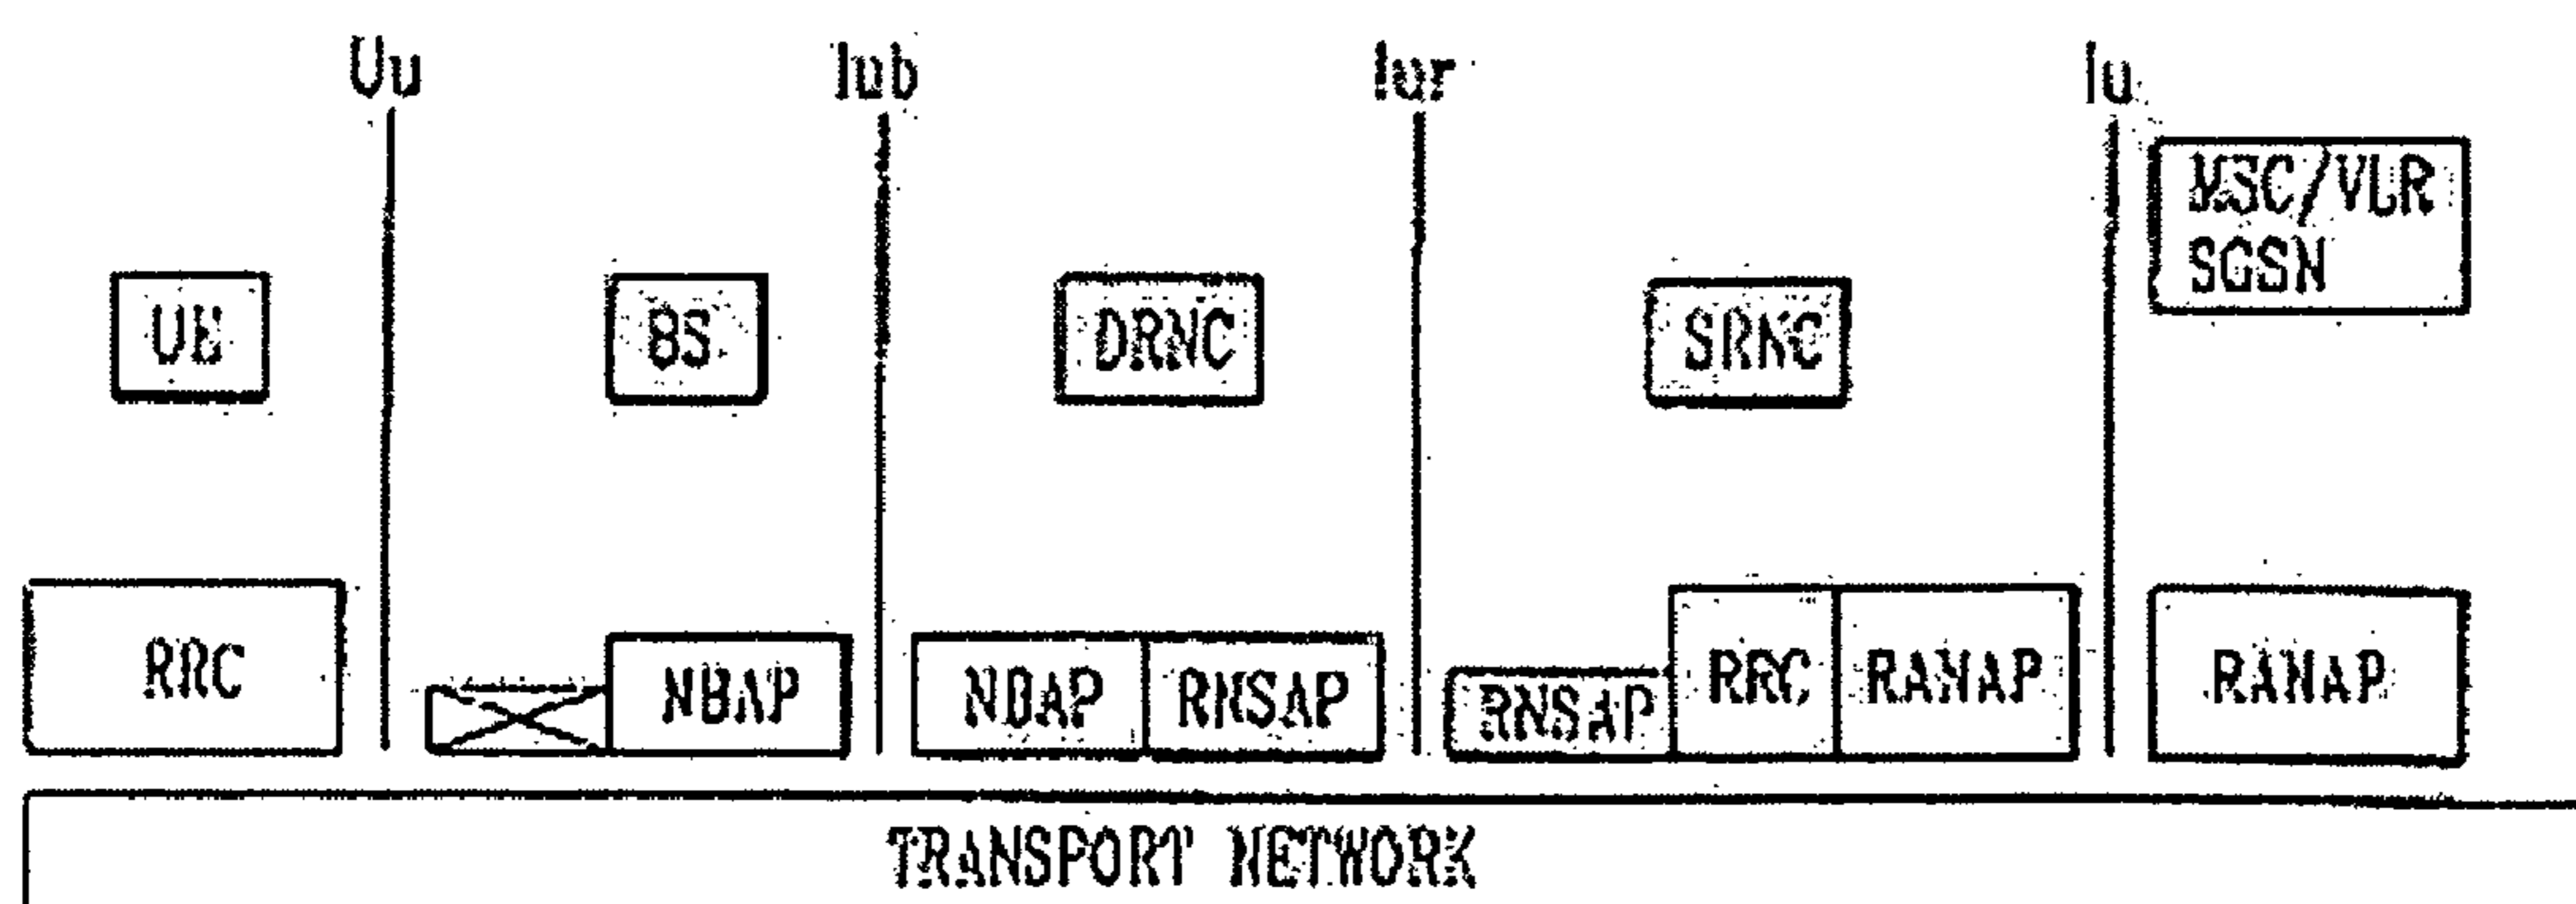 Uu Iub Iur Iu
MSC/VLR
SGSN
UE BS DRNC SRNC
RRC NBAP NBAP RNSAP RNSAP RRC RANAP RANAP
TRANSPORT NETWORK